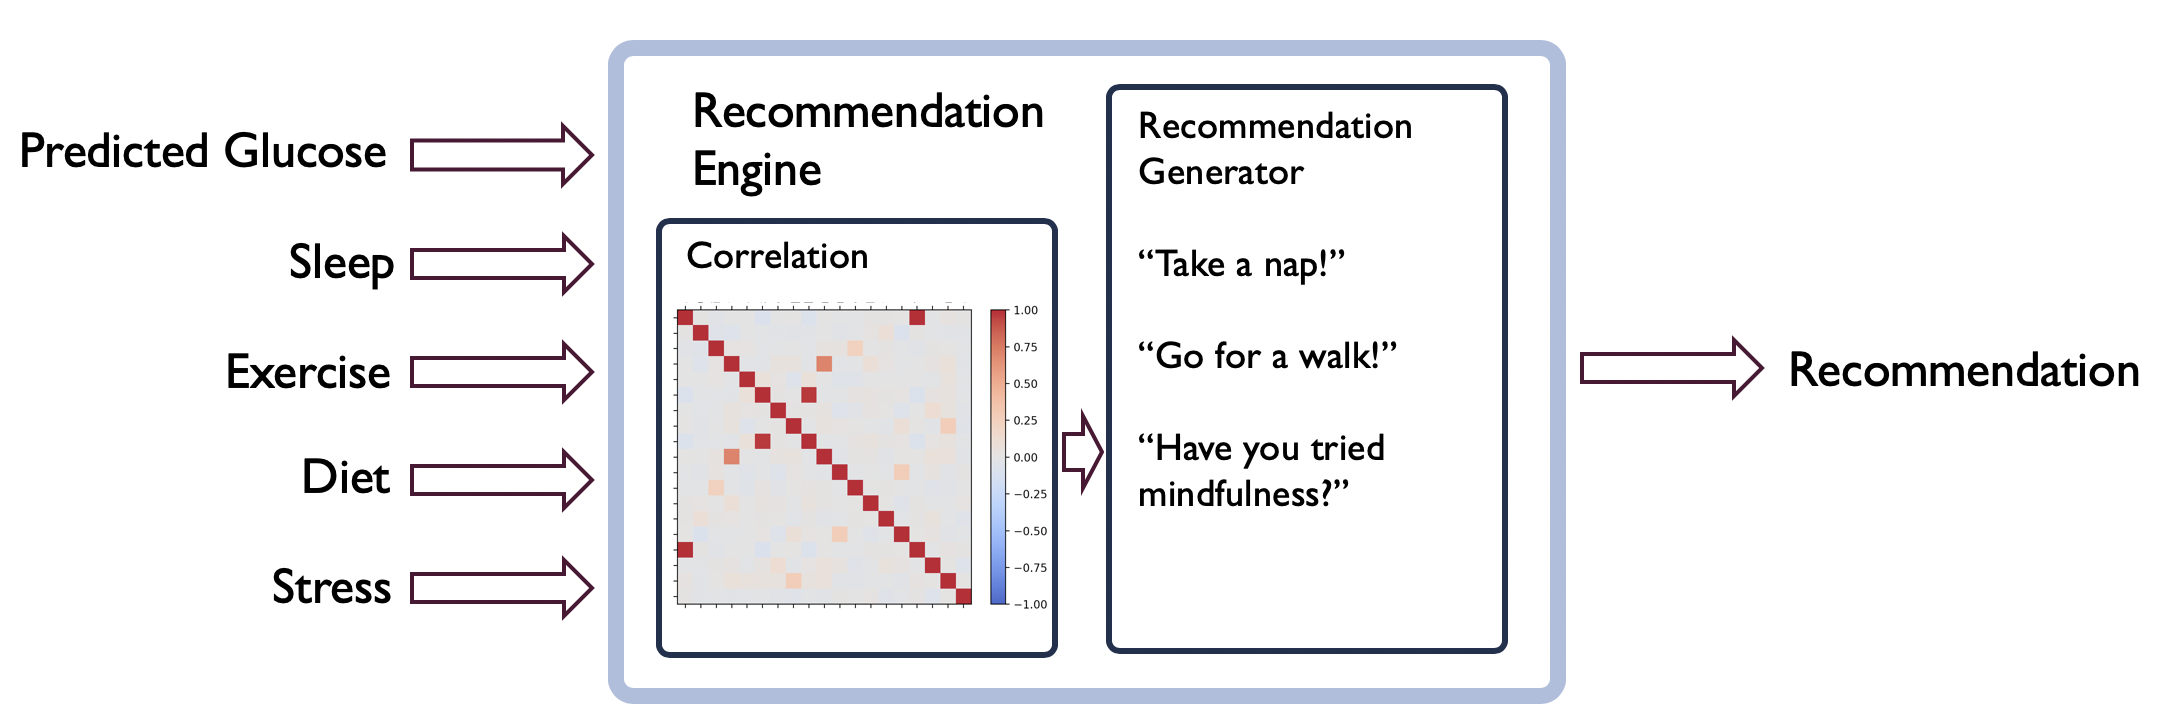 Predicted Glucose
Sleep
Exercise
Diet
Stress
Recommendation
Engine
Correlation
1.00
0.75
0.50
0.25
0.00
−0.25
−0.50
−0.75
−1.00
Recommendation
Generator
“Take a nap!”
“Go for a walk!”
“Have you tried
mindfulness?”
Recommendation